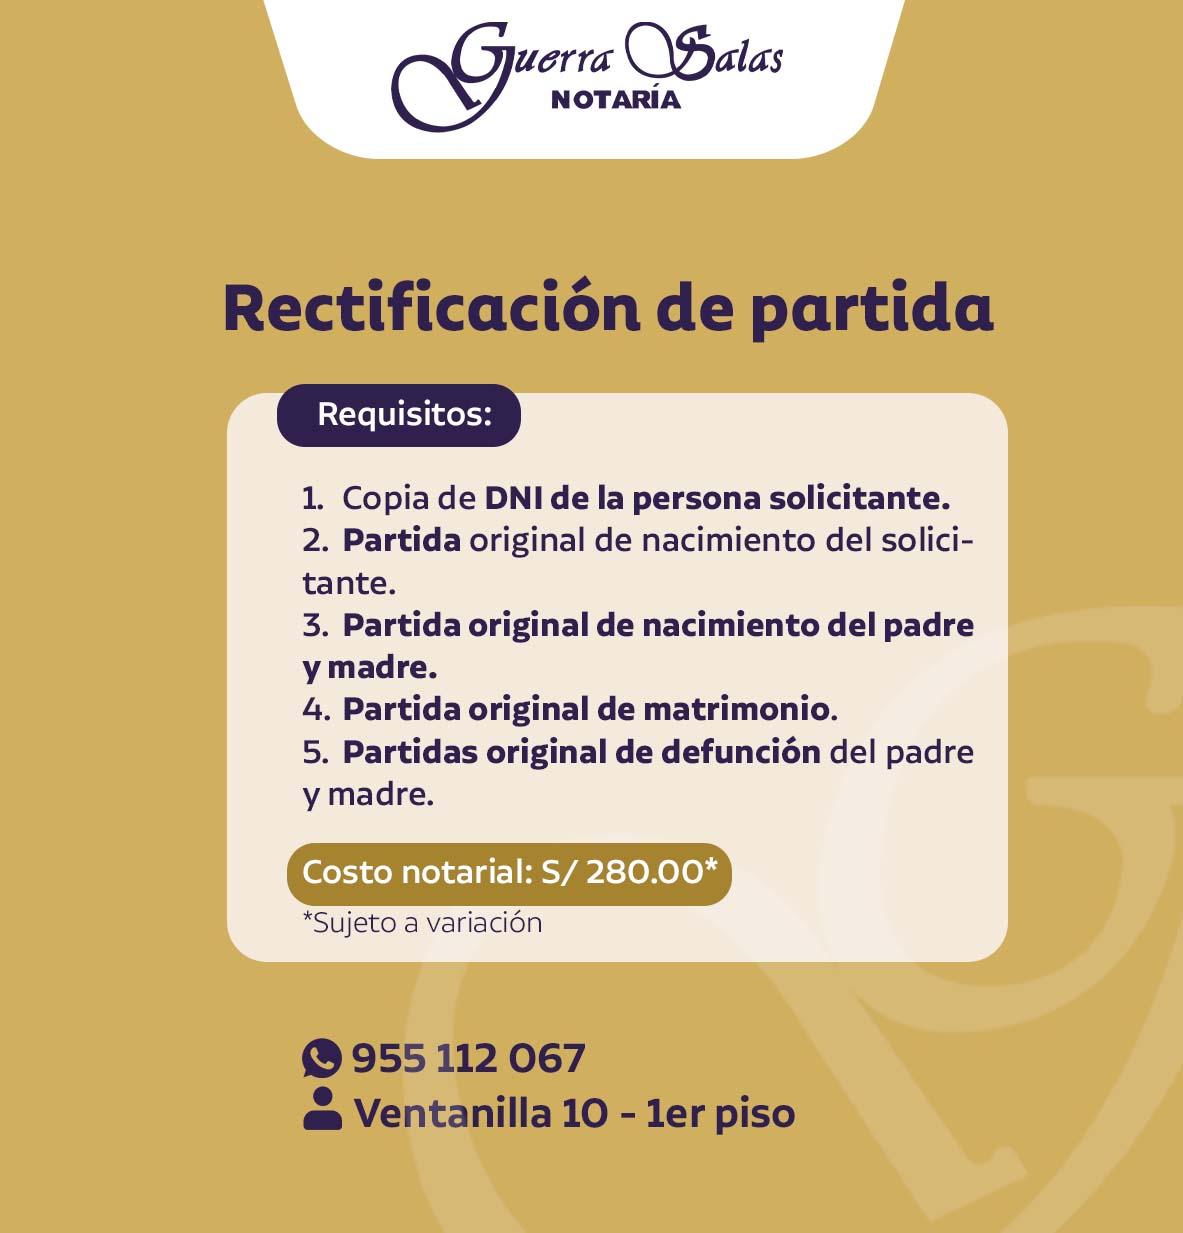 Guerra Salas
NOTARÍA
Rectificación de partida
Requisitos:
1. Copia de DNI de la persona solicitante.
2. Partida original de nacimiento del solici-
tante.
3. Partida original de nacimiento del padre
y madre.
4. Partida original de matrimonio.
5. Partidas original de defunción del padre
y madre.
Costo notarial: S/ 280.00*
*Sujeto a variación
955 112 067
Ventanilla 10 - 1er piso